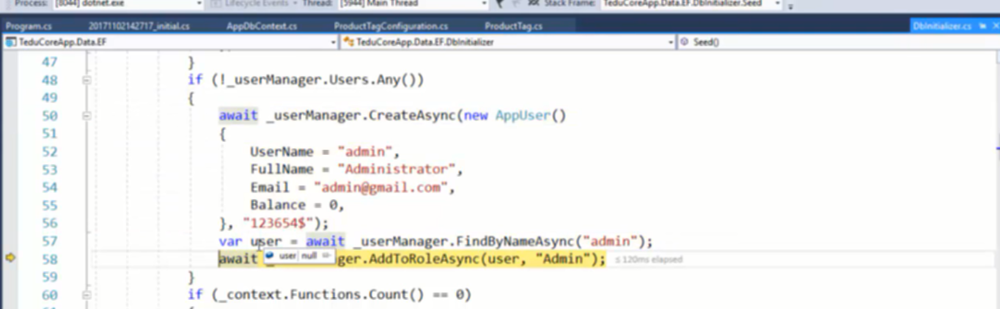 Process: [8044] dotnet.exe Lifecycle Events Thread: [5944] Main Thread Stack Frame: TeduCoreApp.Data.EF.DbInitializer.Seed
Program.cs 20171102142717_initial.cs AppDbContext.cs ProductTagConfiguration.cs ProductTag.cs DbInitializer.cs
TeduCoreApp.Data.EF TeduCoreApp.Data.EF.DbInitializer Seed()
47 }
48 if (!_userManager.Users.Any())
49 {
50 await _userManager.CreateAsync(new AppUser()
51 {
52 UserName = "admin",
53 FullName = "Administrator",
54 Email = "admin@gmail.com",
55 Balance = 0,
56 }, "123654$");
57 var user = await _userManager.FindByNameAsync("admin");
58 await user null ger.AddToRoleAsync(user, "Admin"); ≤ 120ms elapsed
59 }
60 if (_context.Functions.Count() == 0)